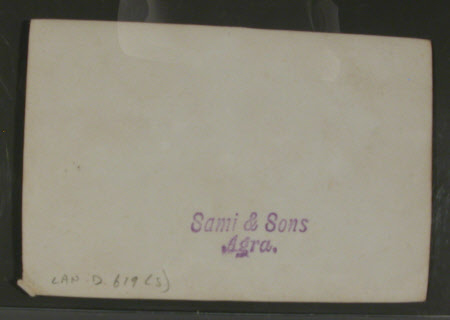 Sami & Sons
Agra.
LAN.D.619(S)